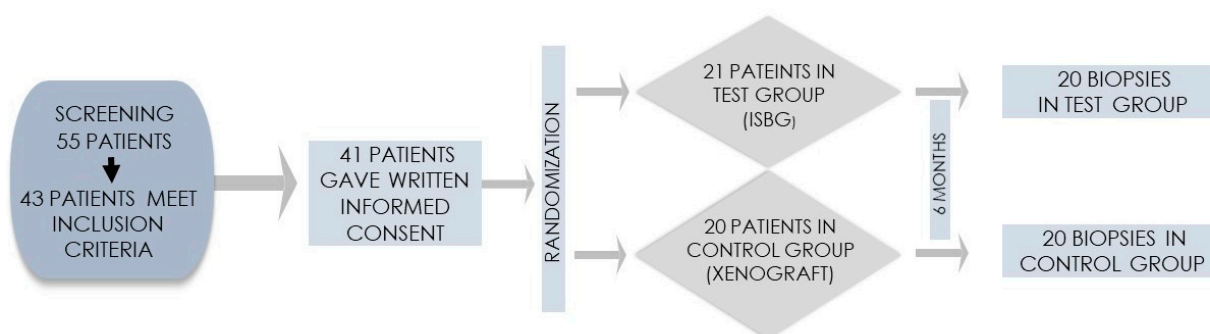 SCREENING
55 PATIENTS
43 PATIENTS MEET
INCLUSION
CRITERIA
41 PATIENTS
GAVE WRITTEN
INFORMED
CONSENT
RANDOMIZATION
21 PATEINTS IN
TEST GROUP
(ISBG)
20 PATIENTS IN
CONTROL GROUP
(XENOGRAFT)
6 MONTHS
20 BIOPSIES
IN TEST GROUP
20 BIOPSIES IN
CONTROL GROUP